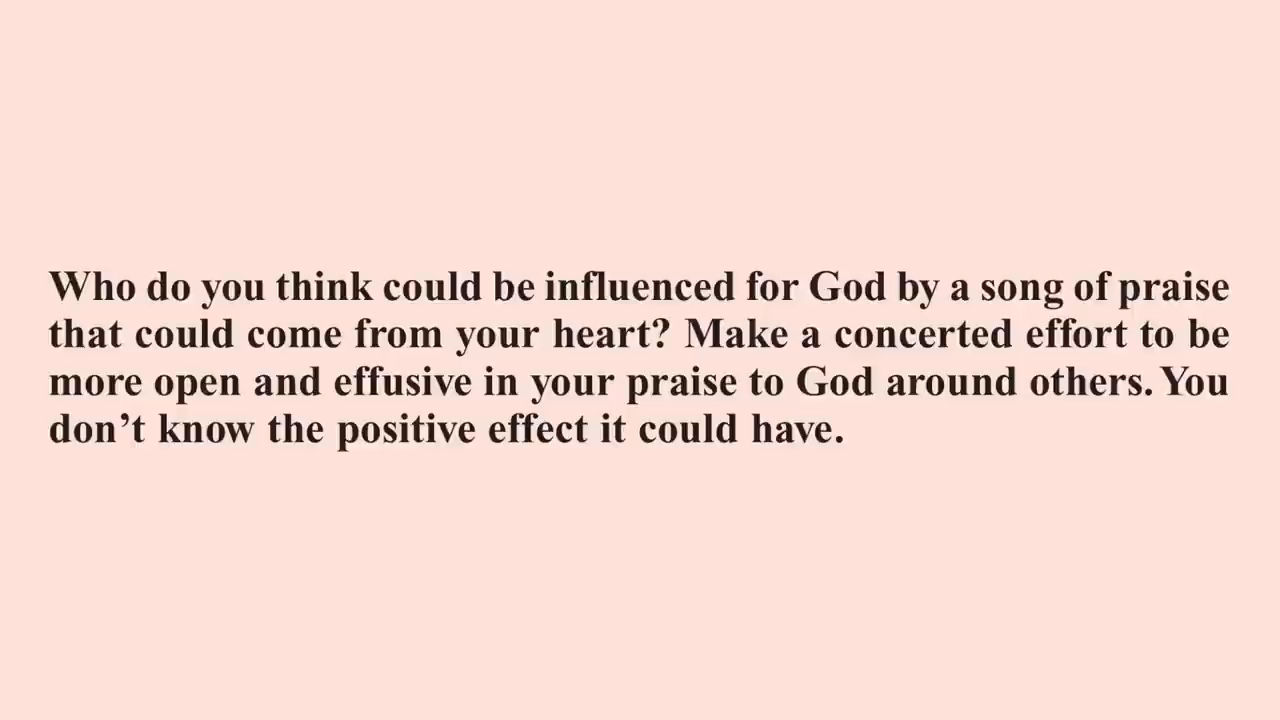 Who do you think could be influenced for God by a song of praise
that could come from your heart? Make a concerted effort to be
more open and effusive in your praise to God around others. You
don’t know the positive effect it could have.